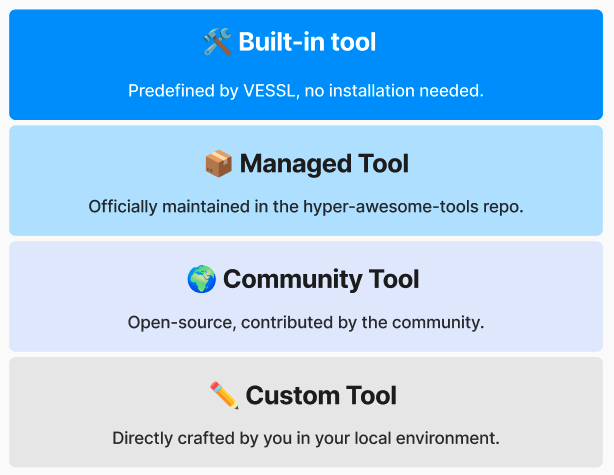 🛠️ Built-in tool
Predefined by VESSL, no installation needed.
📦 Managed Tool
Officially maintained in the hyper-awesome-tools repo.
🌍 Community Tool
Open-source, contributed by the community.
✏️ Custom Tool
Directly crafted by you in your local environment.